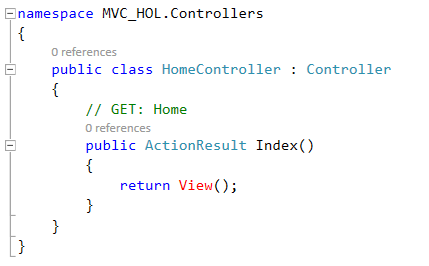 namespace MVC_HOL.Controllers
{
0 references
public class HomeController : Controller
{
// GET: Home
0 references
public ActionResult Index()
{
return View();
}
}
}